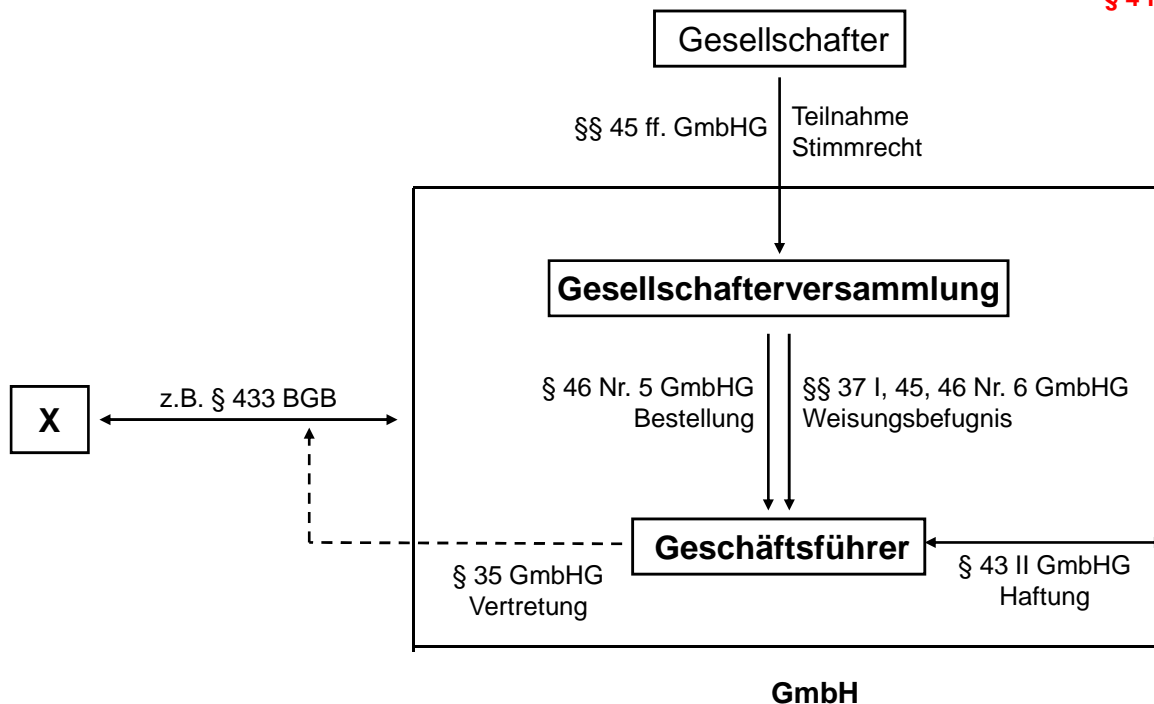 § 4 I
Gesellschafter
§§ 45 ff. GmbHG
Teilnahme
Stimmrecht
Gesellschafterversammlung
§ 46 Nr. 5 GmbHG
Bestellung
§§ 37 I, 45, 46 Nr. 6 GmbHG
Weisungsbefugnis
X
z.B. § 433 BGB
Geschäftsführer
§ 35 GmbHG
Vertretung
§ 43 II GmbHG
Haftung
GmbH